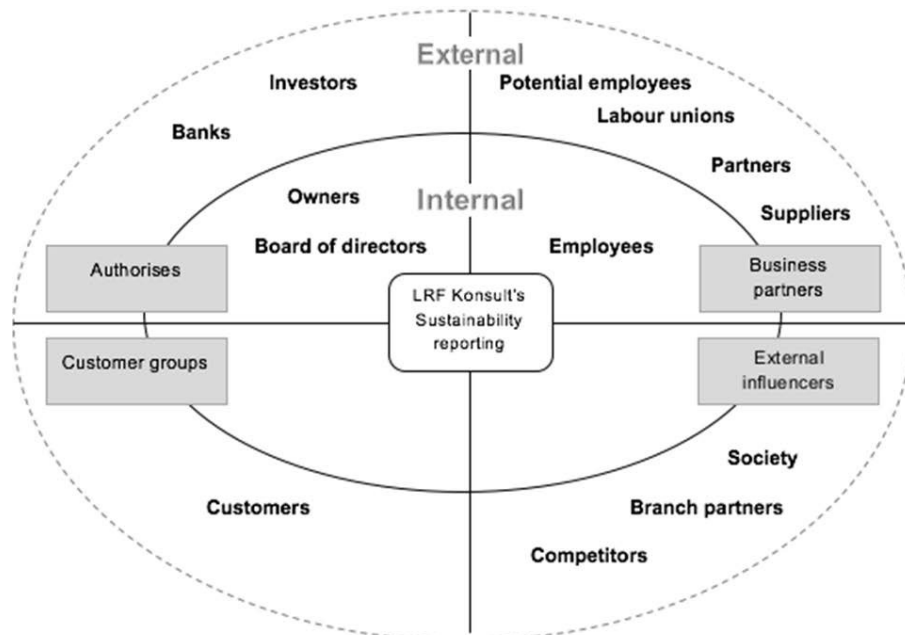 External
Investors
Potential employees
Labour unions
Banks
Partners
Owners
Internal
Suppliers
Board of directors
Employees
Authorises
Business
partners
LRF Konsult's
Sustainability
reporting
Customer groups
External
influencers
Society
Customers
Branch partners
Competitors